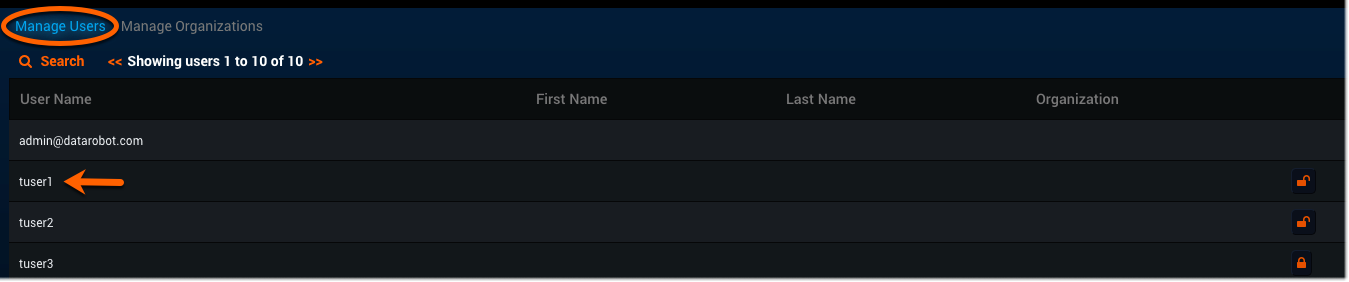 Manage Users Manage Organizations
Search << Showing users 1 to 10 of 10 >>
User Name First Name Last Name Organization
admin@datarobot.com
tuser1
tuser2
tuser3